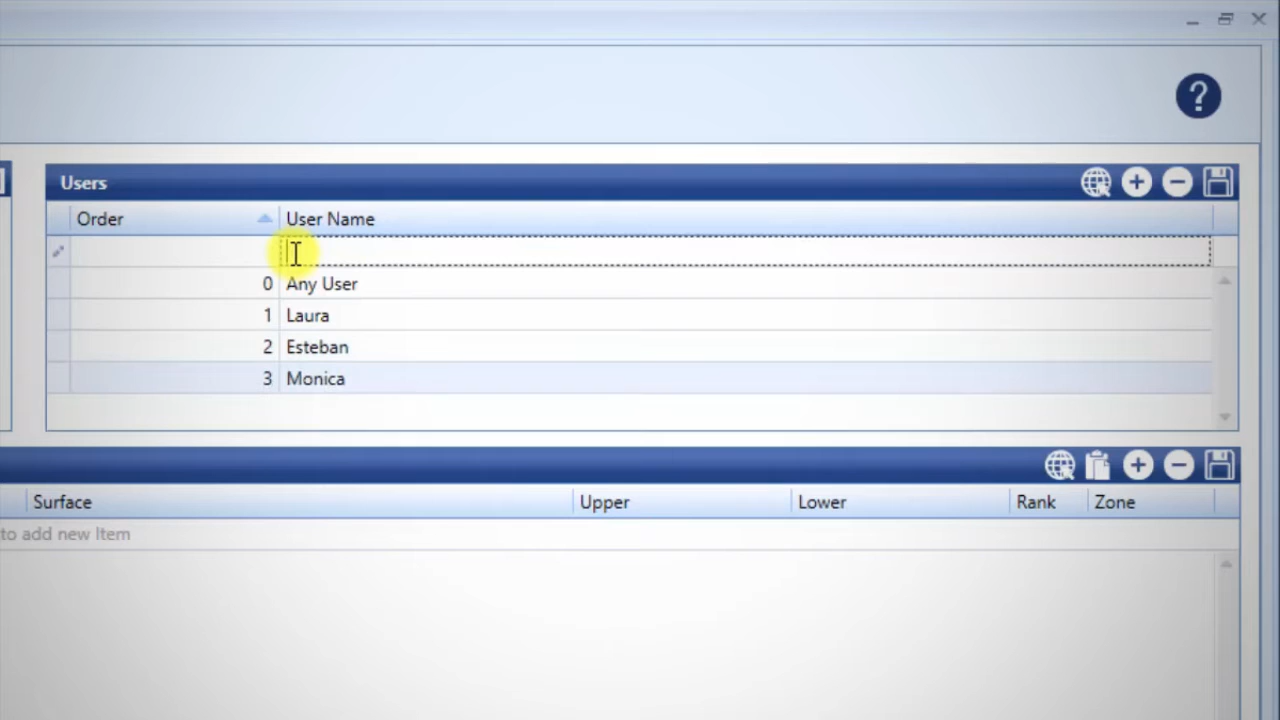 ?
Users
Order User Name
0 Any User
1 Laura
2 Esteban
3 Monica
Surface Upper Lower Rank Zone
to add new Item